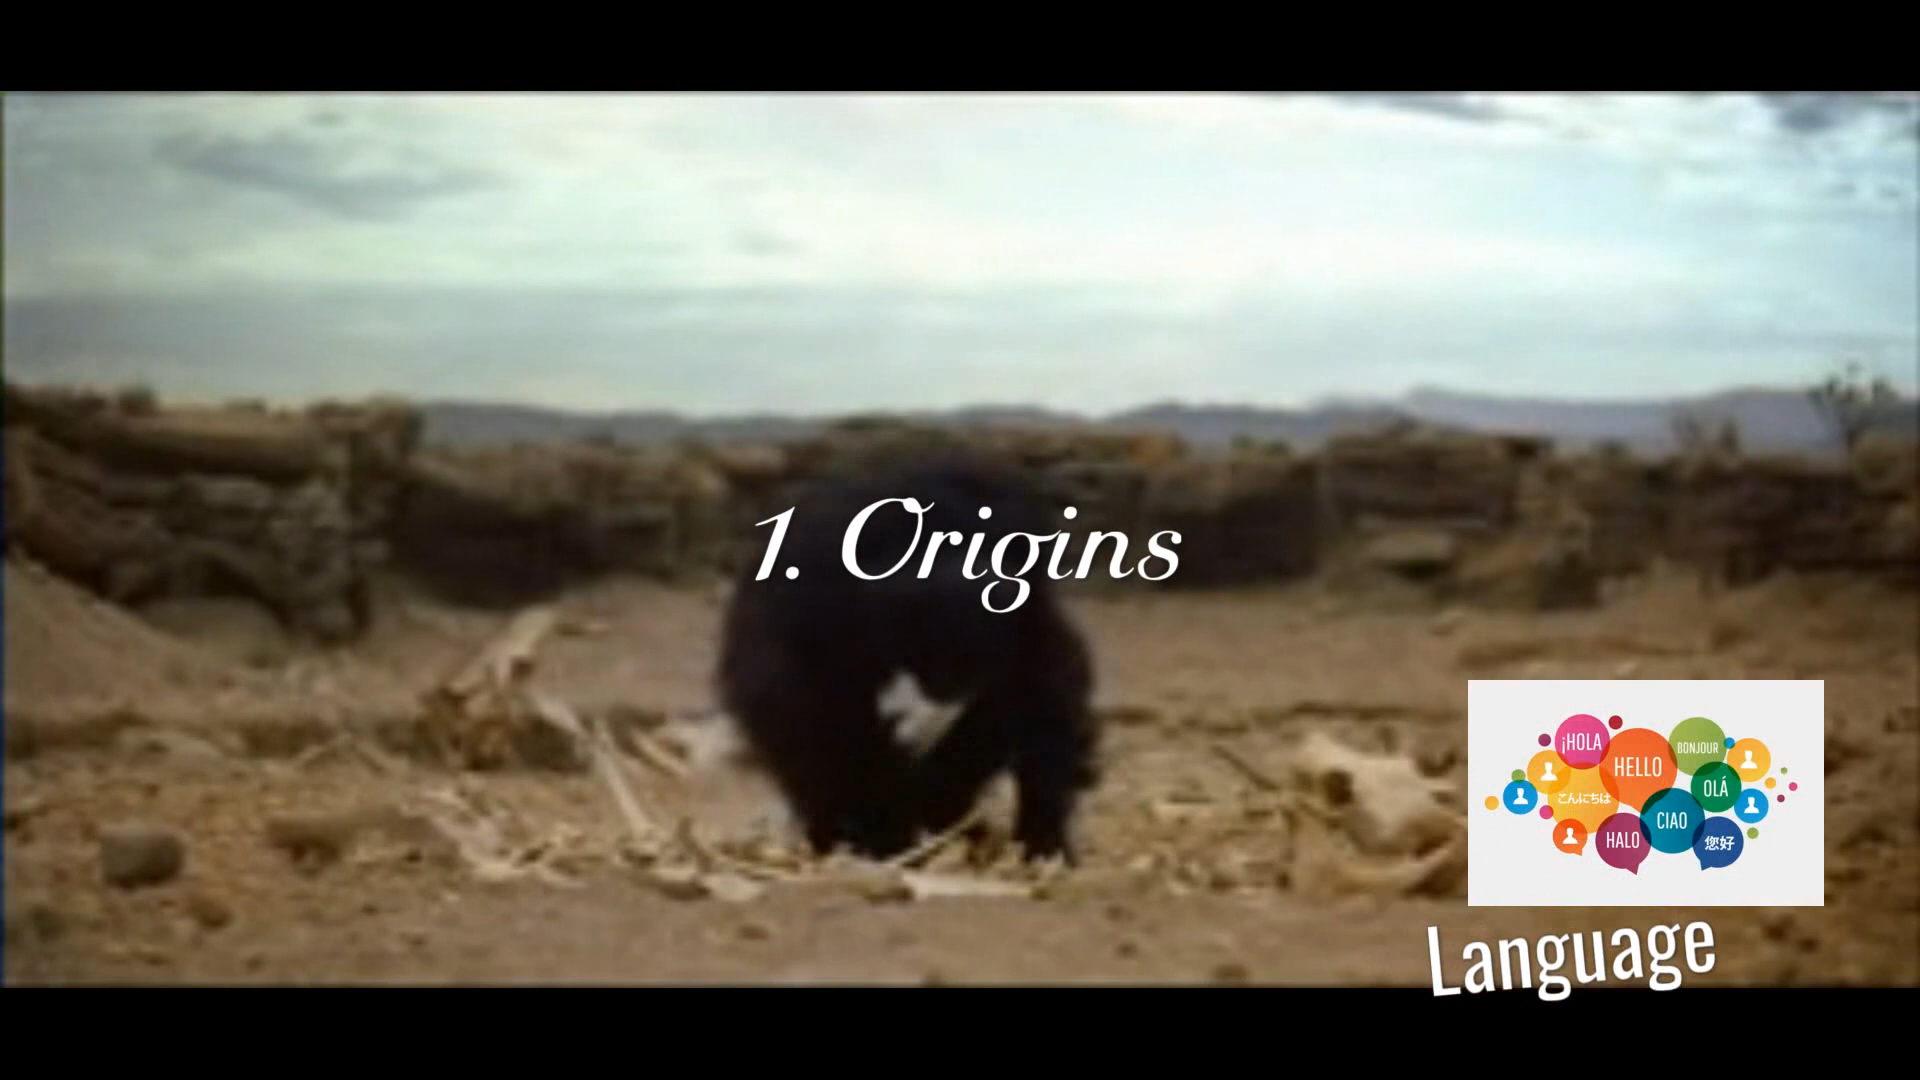 1. Origins
¡HOLA
HELLO
BONJOUR
こんにちは
OLÁ
HALO
CIAO
您好
Language